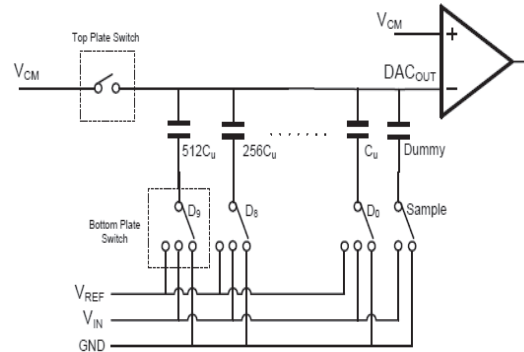 Top Plate Switch
V_CM
V_CM
DAC_OUT
+
−
512C_u
256C_u
........
C_u
Dummy
Bottom Plate
Switch
D_9
D_8
D_0
Sample
V_REF
V_IN
GND